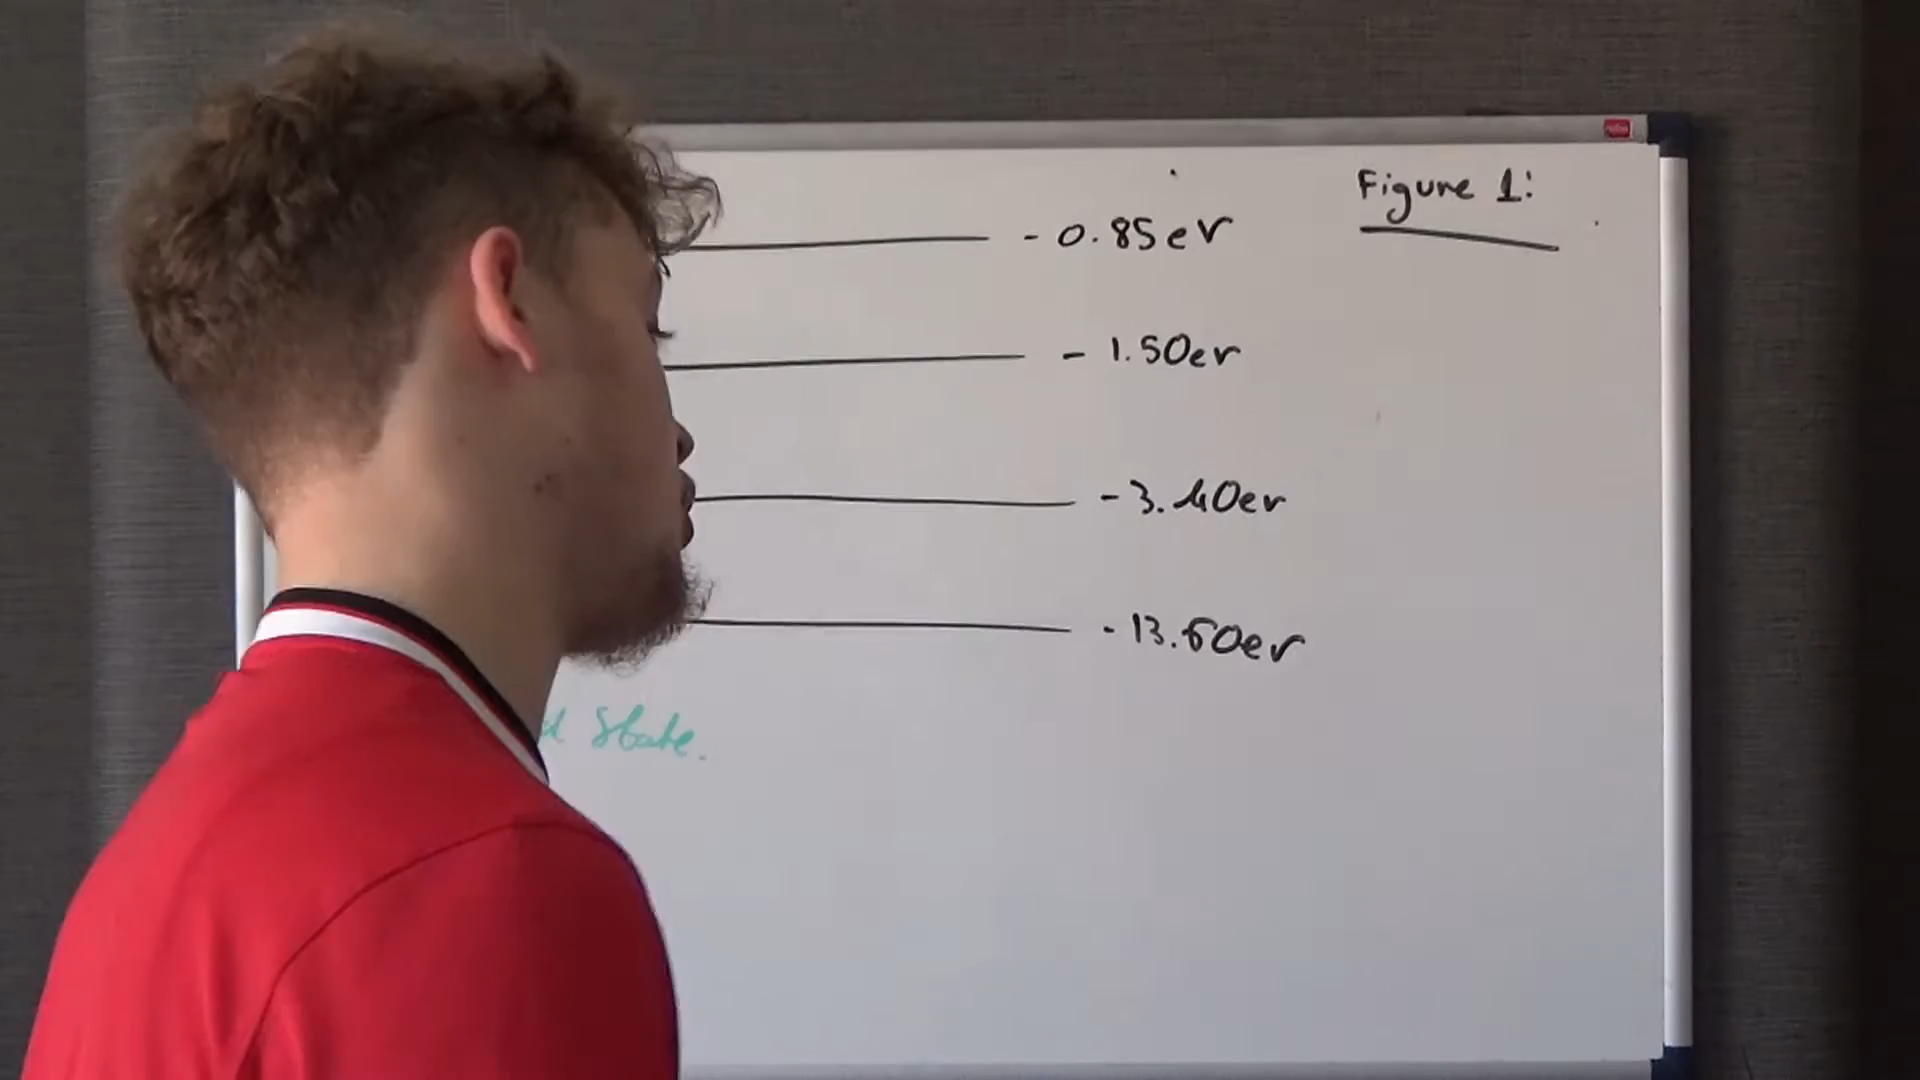 Figure 1:
- 0.85eV
- 1.50eV
- 3.40eV
- 13.60eV
State.